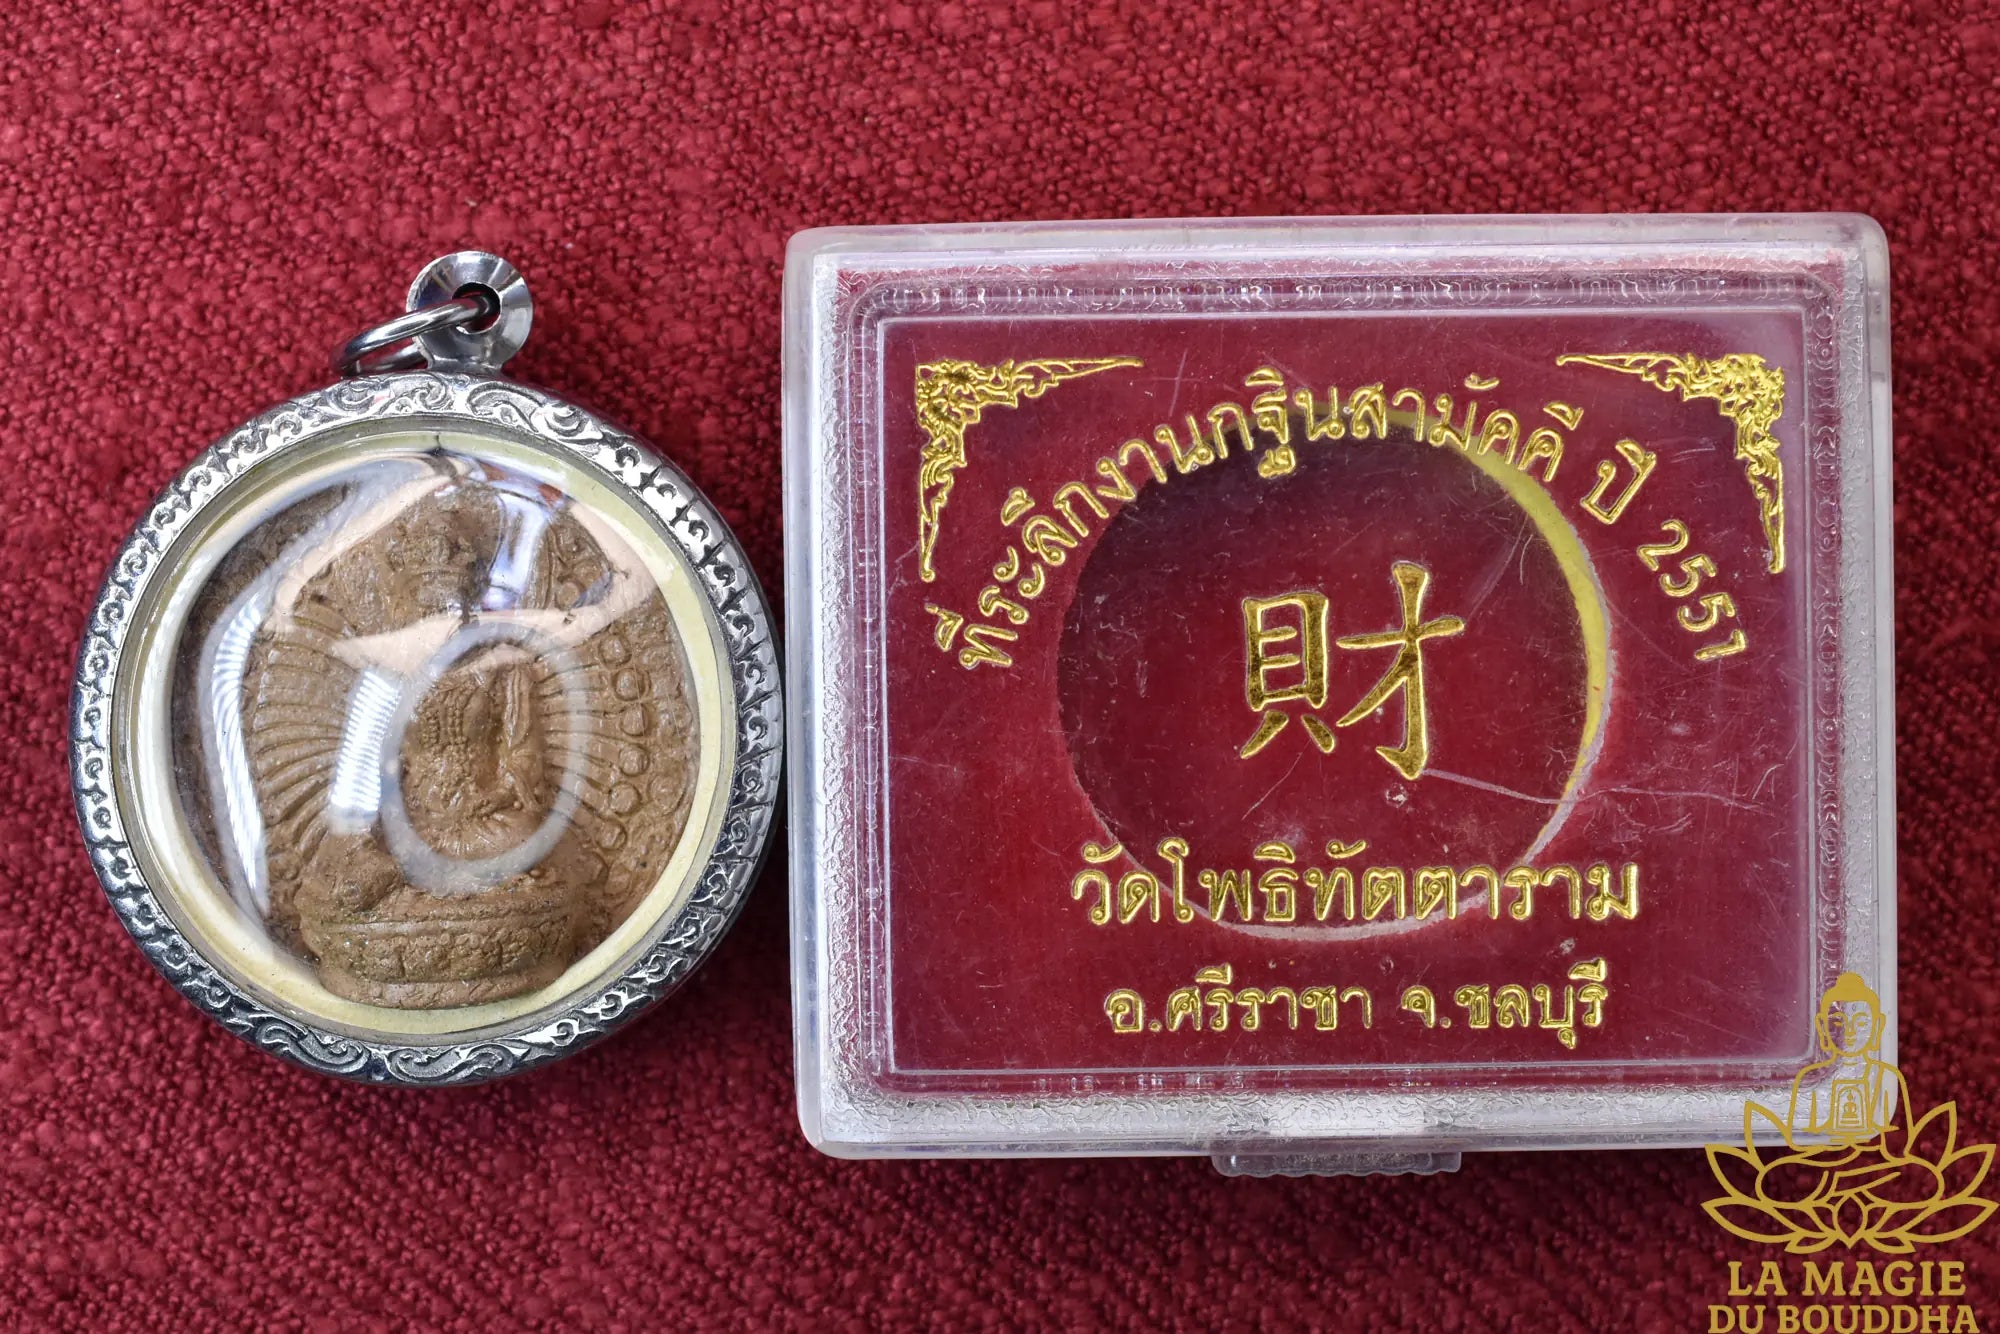 ที่ระลึกงานกฐินสามัคคี ปี 2551
財
วัดโพธิทัตตาราม
อ.ศรีราชา จ.ชลบุรี
LA MAGIE
DU BOUDDHA